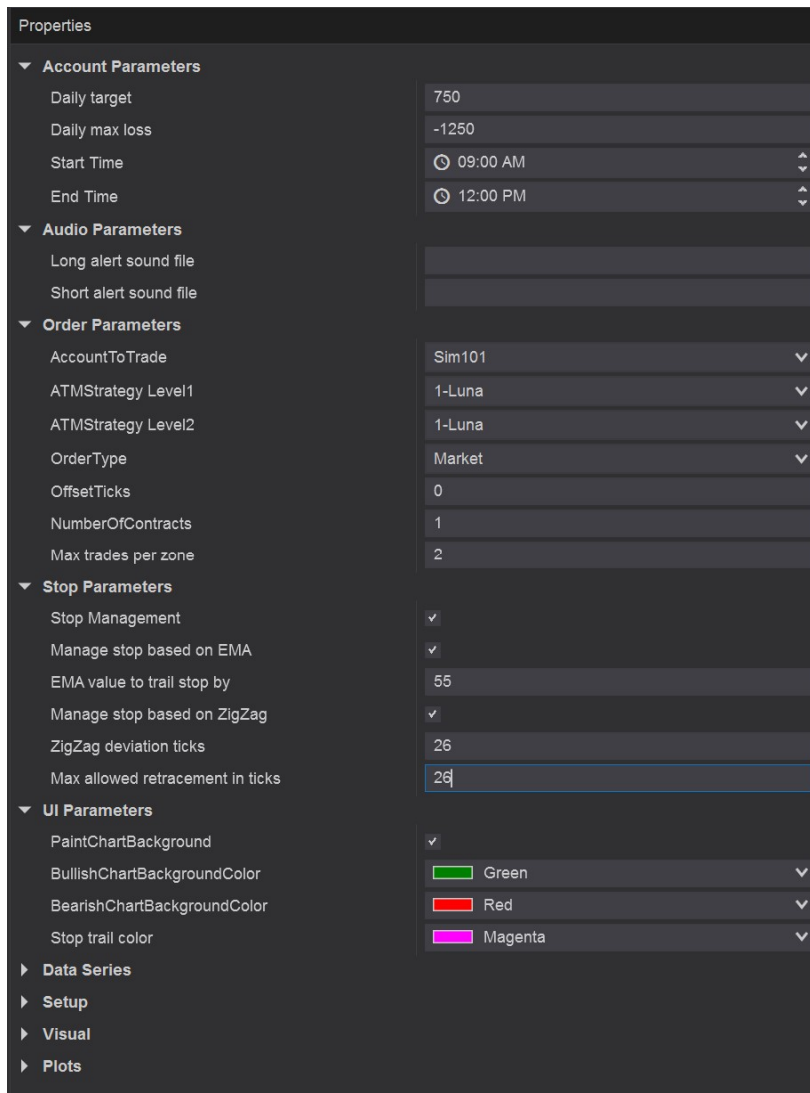 Properties
Account Parameters
Daily target 750
Daily max loss -1250
Start Time 09:00 AM
End Time 12:00 PM
Audio Parameters
Long alert sound file
Short alert sound file
Order Parameters
AccountToTrade Sim101
ATMStrategy Level1 1-Luna
ATMStrategy Level2 1-Luna
OrderType Market
OffsetTicks 0
NumberOfContracts 1
Max trades per zone 2
Stop Parameters
Stop Management
Manage stop based on EMA
EMA value to trail stop by 55
Manage stop based on ZigZag
ZigZag deviation ticks 26
Max allowed retracement in ticks 26
UI Parameters
PaintChartBackground
BullishChartBackgroundColor Green
BearishChartBackgroundColor Red
Stop trail color Magenta
Data Series
Setup
Visual
Plots